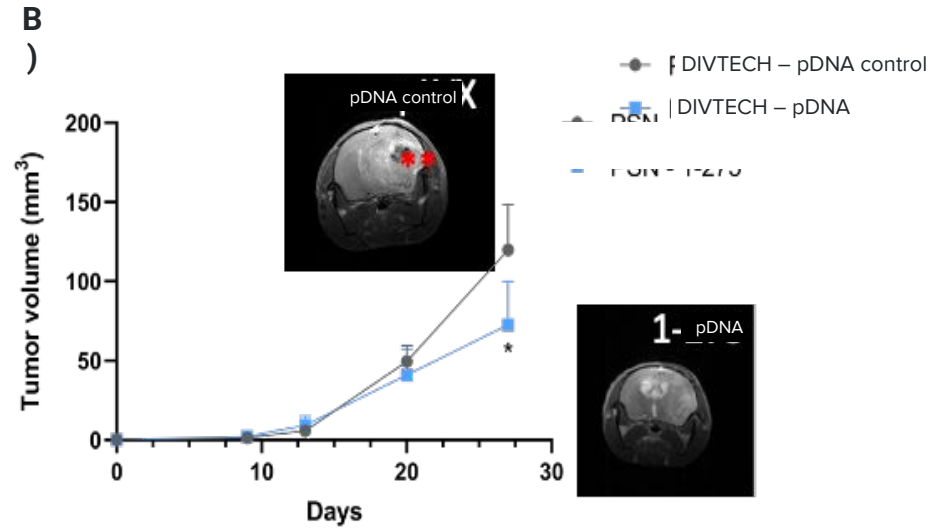 B
)
DIVTECH – pDNA control
DIVTECH – pDNA
pDNA control
200
150
100
50
0
Tumor volume (mm³)
*
1- pDNA
0 10 20 30
Days